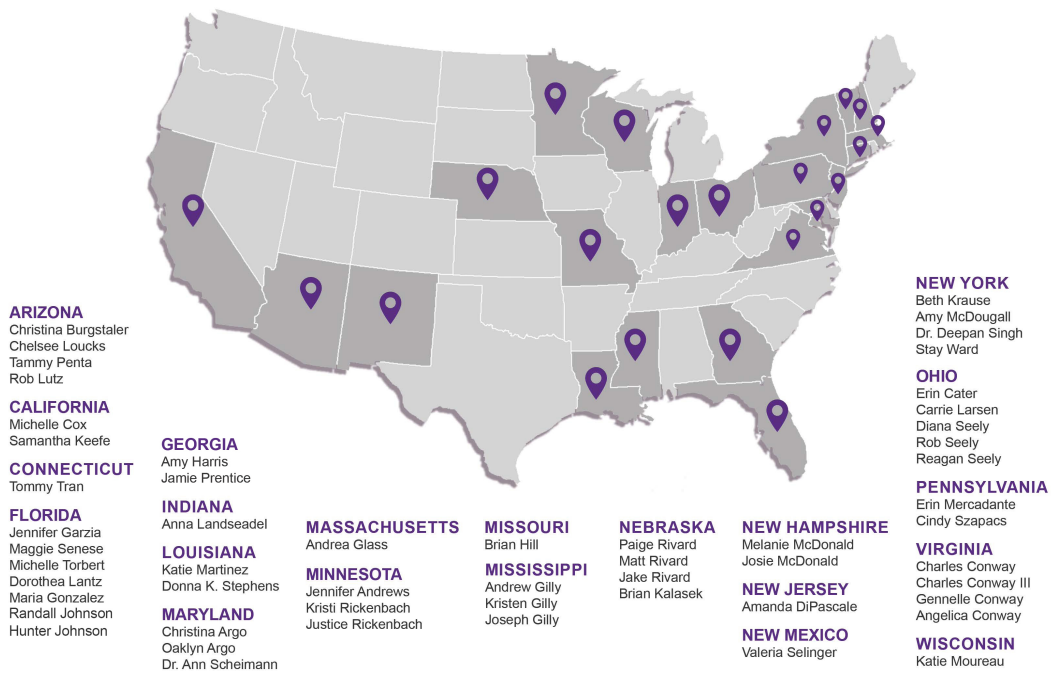 ARIZONA
Christina Burgstaler
Chelsee Loucks
Tammy Penta
Rob Lutz
CALIFORNIA
Michelle Cox
Samantha Keefe
CONNECTICUT
Tommy Tran
FLORIDA
Jennifer Garzia
Maggie Senese
Michelle Torbert
Dorothea Lantz
Maria Gonzalez
Randall Johnson
Hunter Johnson
GEORGIA
Amy Harris
Jamie Prentice
INDIANA
Anna Landseadel
LOUISIANA
Katie Martinez
Donna K. Stephens
MARYLAND
Christina Argo
Oaklyn Argo
Dr. Ann Scheimann
MASSACHUSETTS
Andrea Glass
MINNESOTA
Jennifer Andrews
Kristi Rickenbach
Justice Rickenbach
MISSOURI
Brian Hill
MISSISSIPPI
Andrew Gilly
Kristen Gilly
Joseph Gilly
NEBRASKA
Paige Rivard
Matt Rivard
Jake Rivard
Brian Kalasek
NEW HAMPSHIRE
Melanie McDonald
Josie McDonald
NEW JERSEY
Amanda DiPascale
NEW MEXICO
Valeria Selinger
NEW YORK
Beth Krause
Amy McDougall
Dr. Deepan Singh
Stay Ward
OHIO
Erin Cater
Carrie Larsen
Diana Seely
Rob Seely
Reagan Seely
PENNSYLVANIA
Erin Mercadante
Cindy Szapacs
VIRGINIA
Charles Conway
Charles Conway III
Gennelle Conway
Angelica Conway
WISCONSIN
Katie Moureau